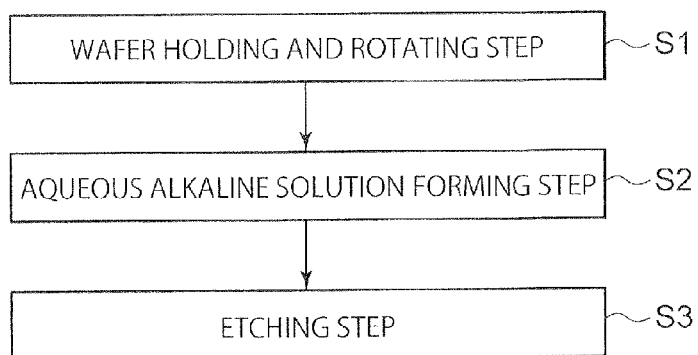 WAFER HOLDING AND ROTATING STEP S1
AQUEOUS ALKALINE SOLUTION FORMING STEP S2
ETCHING STEP S3